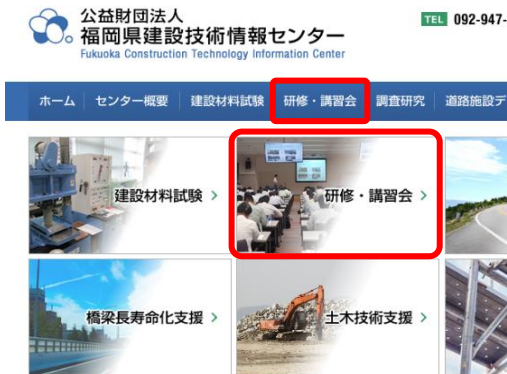 公益財団法人
福岡県建設技術情報センター
Fukuoka Construction Technology Information Center
TEL 092-947-
ホーム センター概要 建設材料試験 研修・講習会 調査研究 道路施設デ
建設材料試験 研修・講習会
橋梁長寿命化支援 土木技術支援